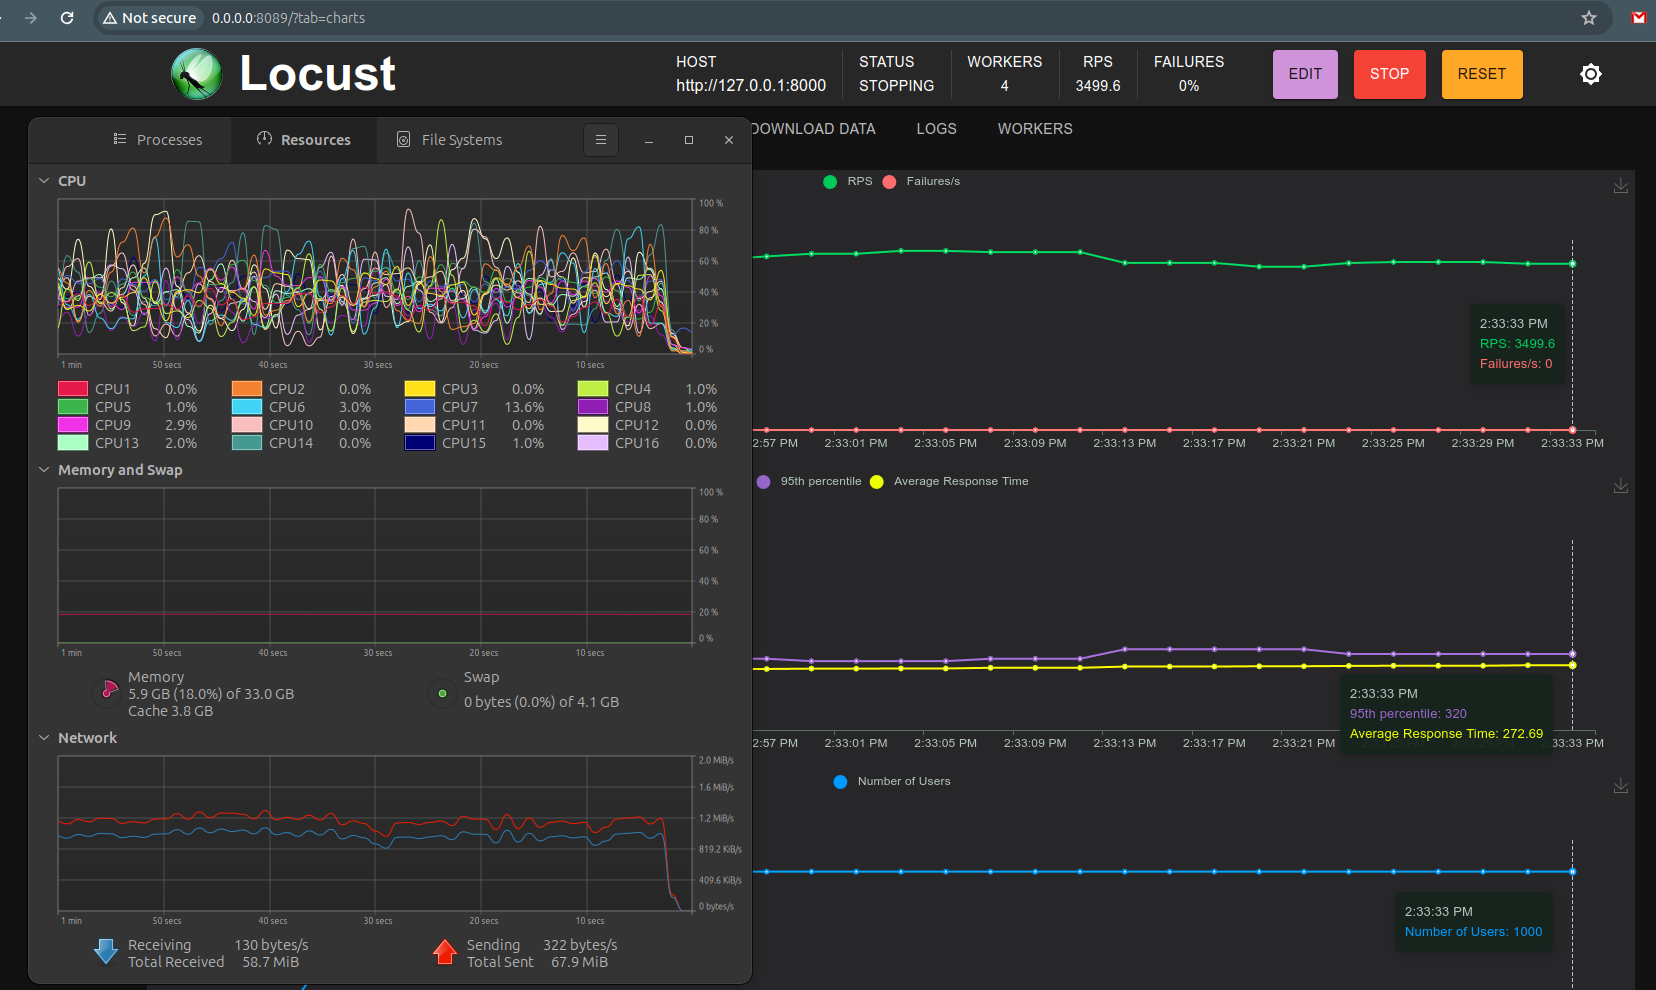 Not secure 0.0.0.0:8089/?tab=charts
Locust
HOST
http://127.0.0.1:8000
STATUS
STOPPING
WORKERS
4
RPS
3499.6
FAILURES
0%
EDIT
STOP
RESET
DOWNLOAD DATA LOGS WORKERS
Processes Resources File Systems
CPU
100 %
80 %
60 %
40 %
20 %
0 %
1 min 50 secs 40 secs 30 secs 20 secs 10 secs
CPU1 0.0% CPU2 0.0% CPU3 0.0% CPU4 1.0%
CPU5 1.0% CPU6 3.0% CPU7 13.6% CPU8 1.0%
CPU9 2.9% CPU10 0.0% CPU11 0.0% CPU12 0.0%
CPU13 2.0% CPU14 0.0% CPU15 1.0% CPU16 0.0%
Memory and Swap
100 %
80 %
60 %
40 %
20 %
0 %
1 min 50 secs 40 secs 30 secs 20 secs 10 secs
Memory
5.9 GB (18.0%) of 33.0 GB
Cache 3.8 GB
Swap
0 bytes (0.0%) of 4.1 GB
Network
2.0 MiB/s
1.6 MiB/s
1.2 MiB/s
819.2 KiB/s
409.6 KiB/s
0 bytes/s
1 min 50 secs 40 secs 30 secs 20 secs 10 secs
Receiving 130 bytes/s
Total Received 58.7 MiB
Sending 322 bytes/s
Total Sent 67.9 MiB
RPS Failures/s
2:33:33 PM
RPS: 3499.6
Failures/s: 0
2:57 PM 2:33:01 PM 2:33:05 PM 2:33:09 PM 2:33:13 PM 2:33:17 PM 2:33:21 PM 2:33:25 PM 2:33:29 PM 2:33:33 PM
95th percentile Average Response Time
2:33:33 PM
95th percentile: 320
Average Response Time: 272.69
2:57 PM 2:33:01 PM 2:33:05 PM 2:33:09 PM 2:33:13 PM 2:33:17 PM 2:33:21 PM 33:33 PM
Number of Users
2:33:33 PM
Number of Users: 1000